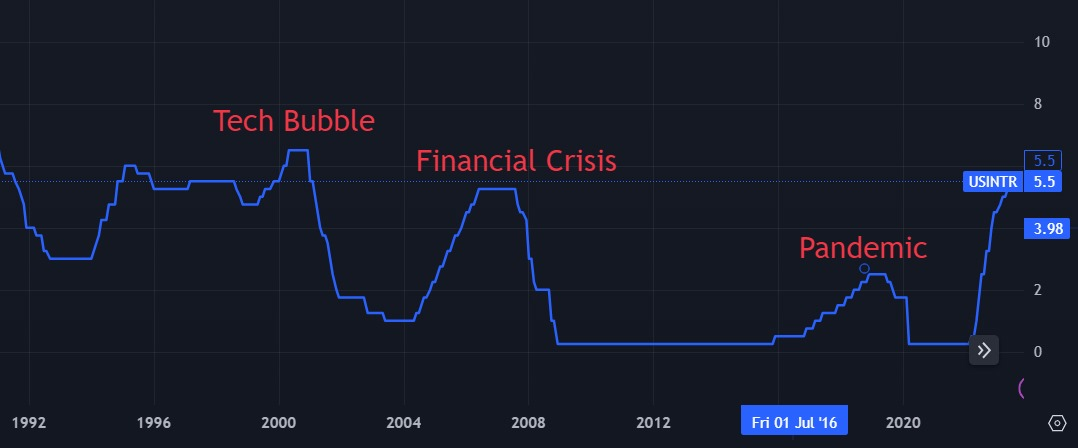 10
Tech Bubble
8
Financial Crisis
5.5
USINTR 5.5
3.98
Pandemic
2
0
1992 1996 2000 2004 2008 2012 Fri 01 Jul '16 2020